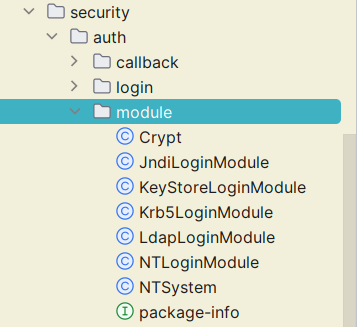 security
auth
callback
login
module
Crypt
JndiLoginModule
KeyStoreLoginModule
Krb5LoginModule
LdapLoginModule
NTLoginModule
NTSystem
package-info